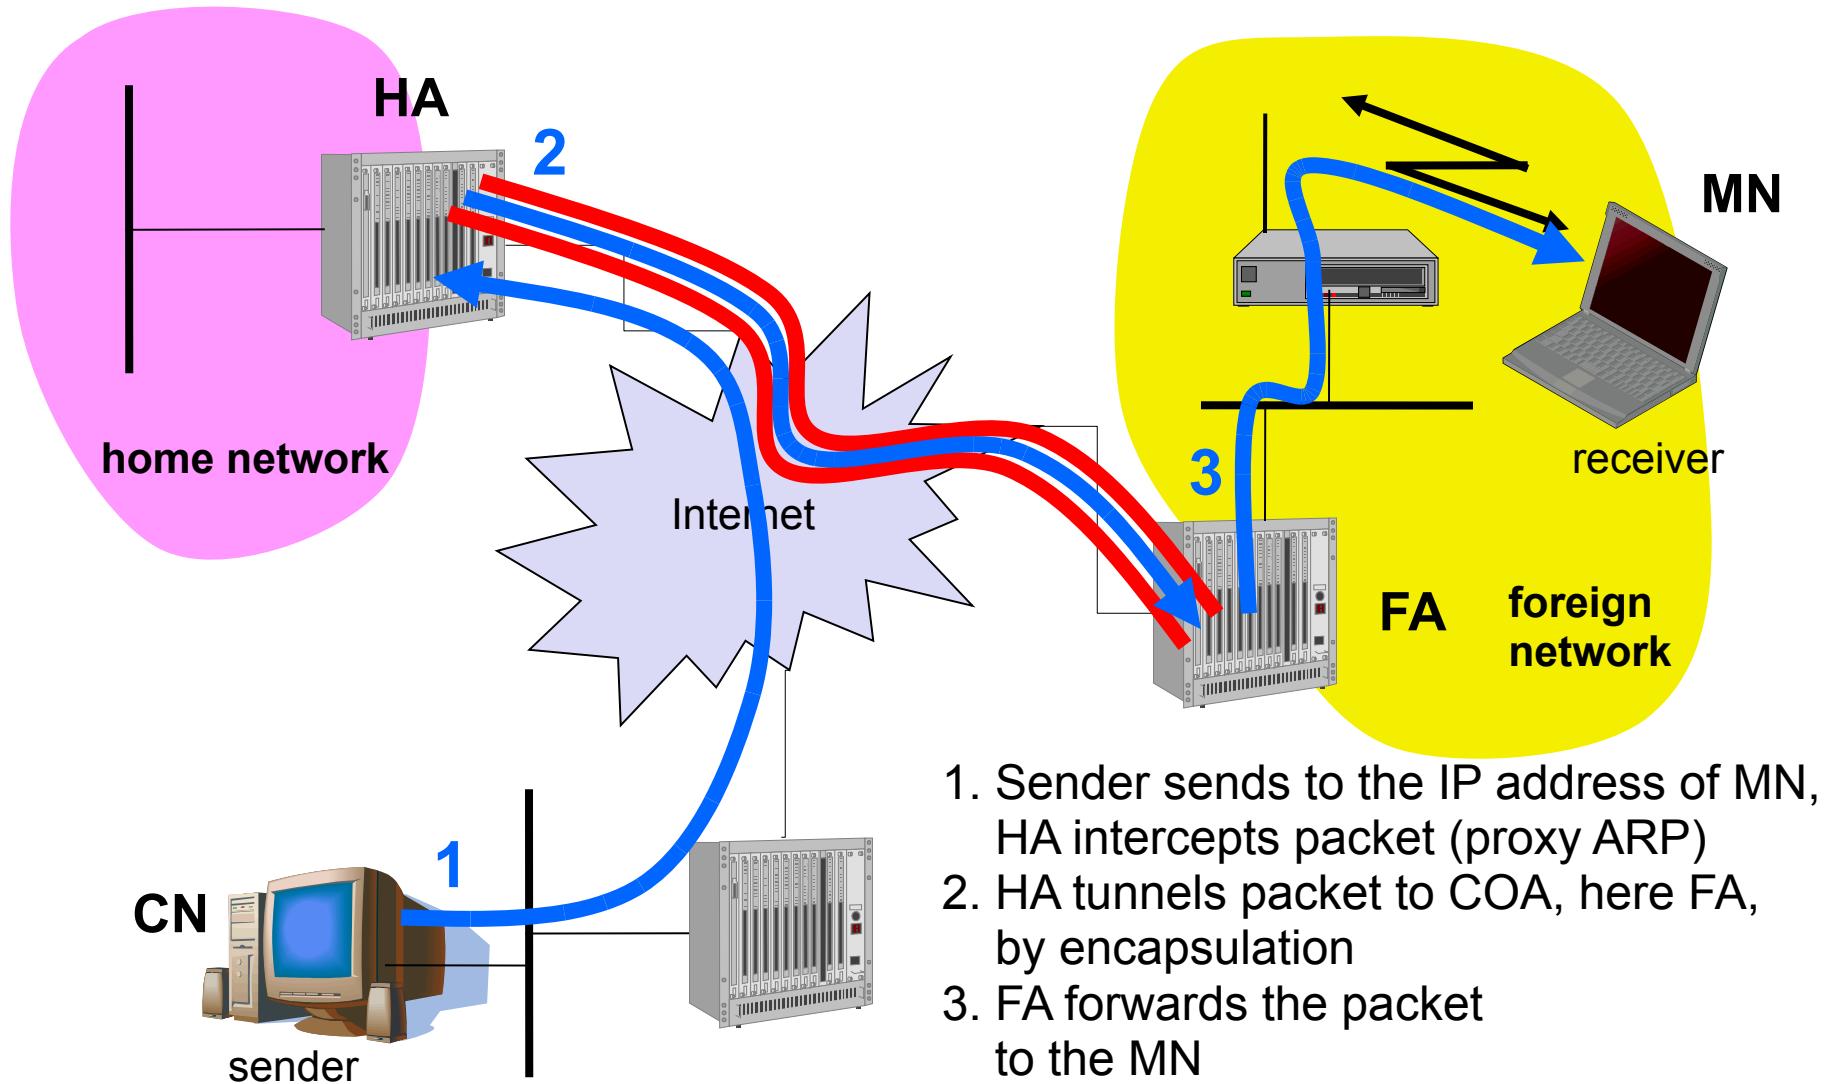 HA
2
MN
home network
receiver
3
Internet
FA
foreign
network
1
CN
sender
1. Sender sends to the IP address of MN,
HA intercepts packet (proxy ARP)
2. HA tunnels packet to COA, here FA,
by encapsulation
3. FA forwards the packet
to the MN